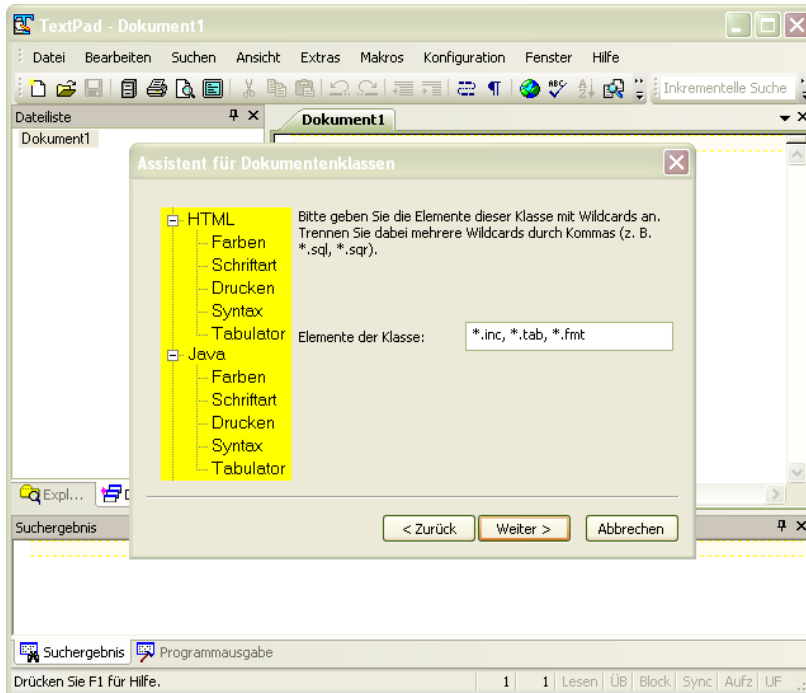 TextPad - Dokument1
Datei Bearbeiten Suchen Ansicht Extras Makros Konfiguration Fenster Hilfe
ABC Inkrementelle Suche
Dateiliste
Dokument1
Dokument1
Assistent für Dokumentenklassen
HTML
Farben
Schriftart
Drucken
Syntax
Tabulator
Java
Farben
Schriftart
Drucken
Syntax
Tabulator
Bitte geben Sie die Elemente dieser Klasse mit Wildcards an.
Trennen Sie dabei mehrere Wildcards durch Kommas (z. B.
*.sql, *.sqr).
Elemente der Klasse: *.inc, *.tab, *.fmt
< Zurück Weiter > Abbrechen
Expl... D
Suchergebnis
Suchergebnis Programmausgabe
Drücken Sie F1 für Hilfe. 1 1 Lesen ÜB Block Sync Aufz UF